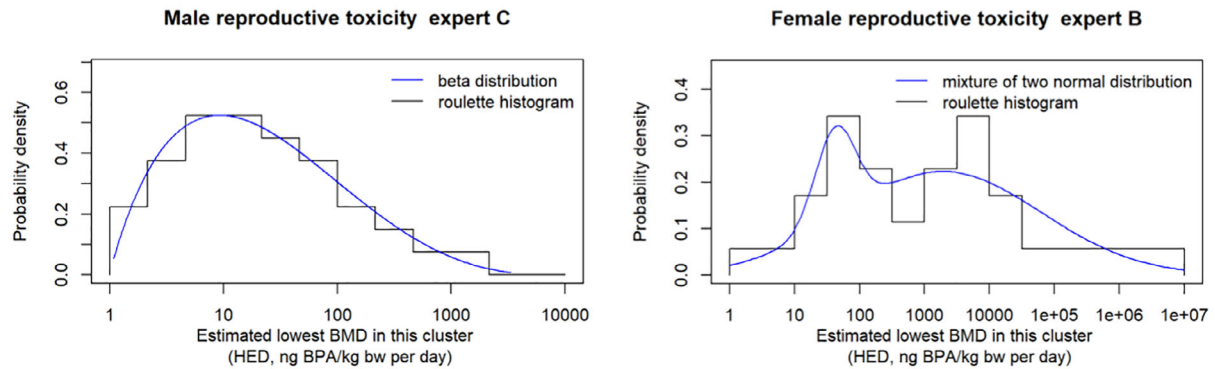 Male reproductive toxicity expert C
0.6
0.4
0.2
0.0
Probability density
beta distribution
roulette histogram
1
10
100
1000
10000
Estimated lowest BMD in this cluster
(HED, ng BPA/kg bw per day)
Female reproductive toxicity expert B
0.4
0.3
0.2
0.1
0.0
Probability density
mixture of two normal distribution
roulette histogram
1
10
100
1000
10000
1e+05
1e+06
1e+07
Estimated lowest BMD in this cluster
(HED, ng BPA/kg bw per day)